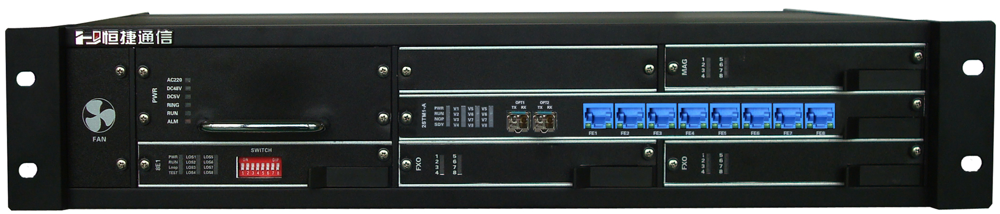 恒捷通信
FAN
PWR
AC220
DC48V
DC5V
RING
RUN
ALM
8E1
PWR LOS1 LOS5
RUN LOS2 LOS6
Loop LOS3 LOS7
TEST LOS4 LOS8
SWITCH
ON DIP
1 2 3 4 5 6 7 8
MAG
1 5
2 6
3 7
4 8
2STM1-A
PWR V1 V5 V5
RUN V2 V6 V6
NOP V3 V7 V7
SDY V4 V8 V8
OPT1 OPT2
TX RX TX RX
FE1 FE2 FE3 FE4 FE5 FE6 FE7 FE8
FXO
1 5
2 6
3 7
4 8
FXO
1 5
2 6
3 7
4 8